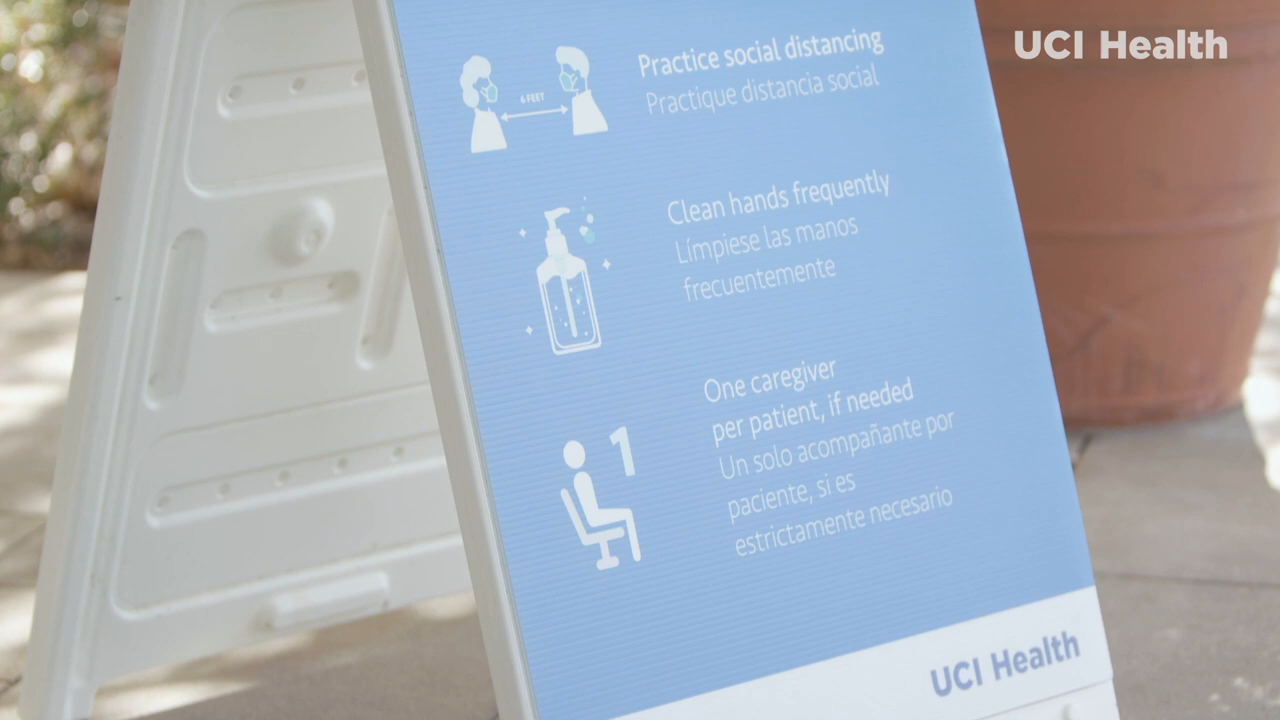 UCI Health
Practice social distancing
Practique distancia social
6 FEET
Clean hands frequently
Límpiese las manos
frecuentemente
One caregiver
per patient, if needed
Un solo acompañante por
paciente, si es
estrictamente necesario
1
UCI Health